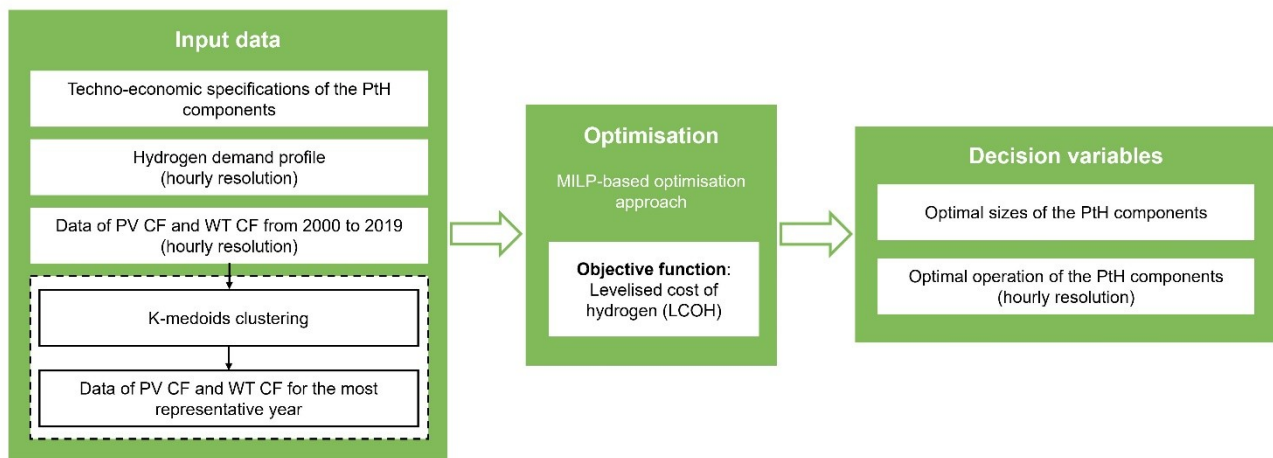 Input data
Techno-economic specifications of the PtH
components
Hydrogen demand profile
(hourly resolution)
Data of PV CF and WT CF from 2000 to 2019
(hourly resolution)
K-medoids clustering
Data of PV CF and WT CF for the most
representative year
Optimisation
MILP-based optimisation
approach
Objective function:
Levelised cost of
hydrogen (LCOH)
Decision variables
Optimal sizes of the PtH components
Optimal operation of the PtH components
(hourly resolution)